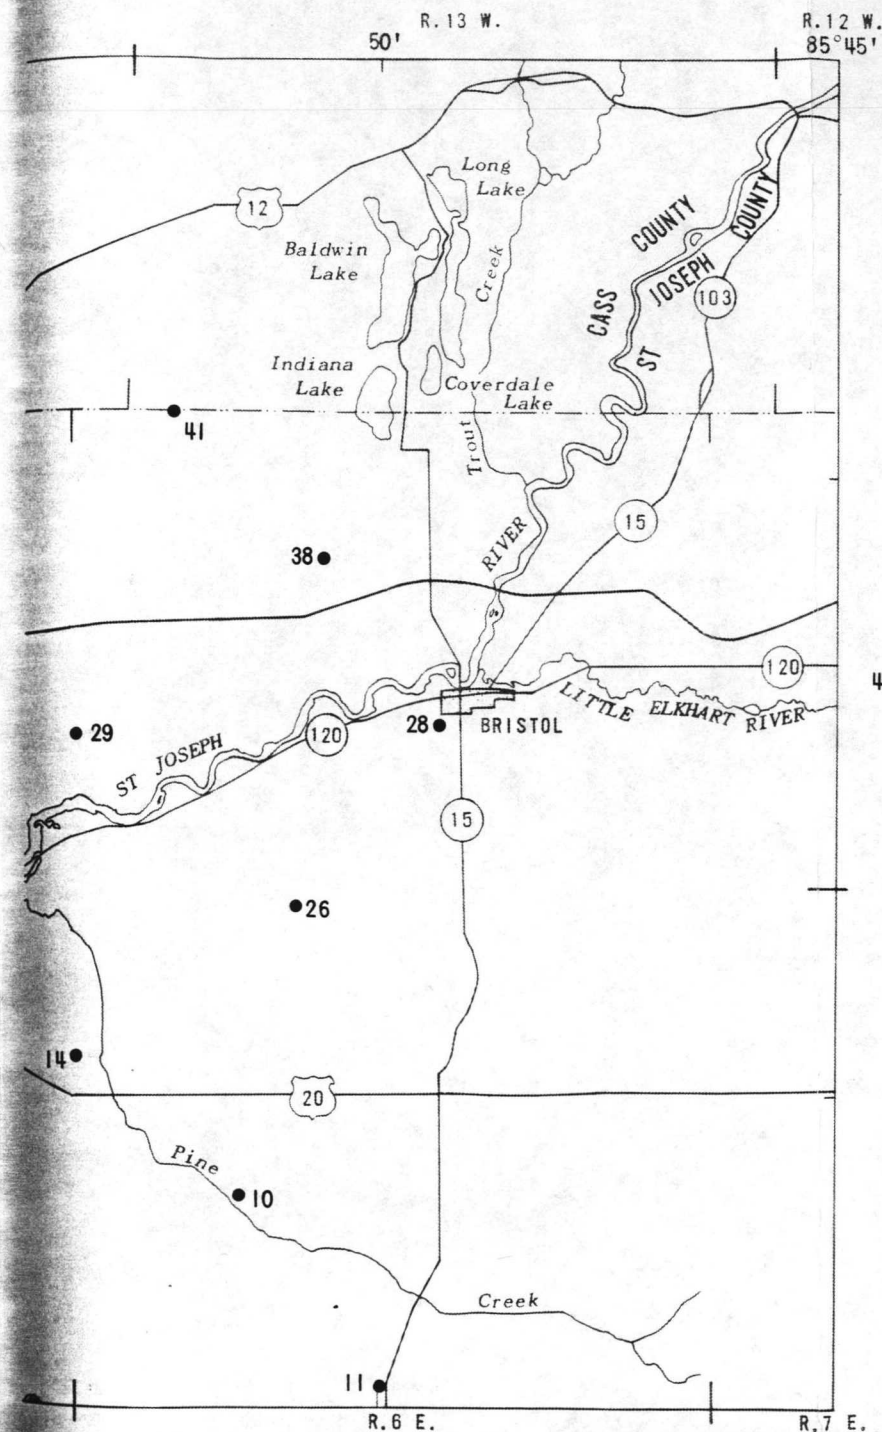 R.13 W.
R.12 W.
50'
85°45'
Long
Lake
12
COUNTY
COUNTY
Baldwin
Lake
Creek
JOSEPH
103
CASS
ST
Indiana
Lake
Coverdale
Lake
41
Trout
15
RIVER
38
120
4
LITTLE ELKHART RIVER
29
ST JOSEPH
120
28
BRISTOL
15
26
14
20
Pine
10
Creek
11
R.6 E.
R.7 E.